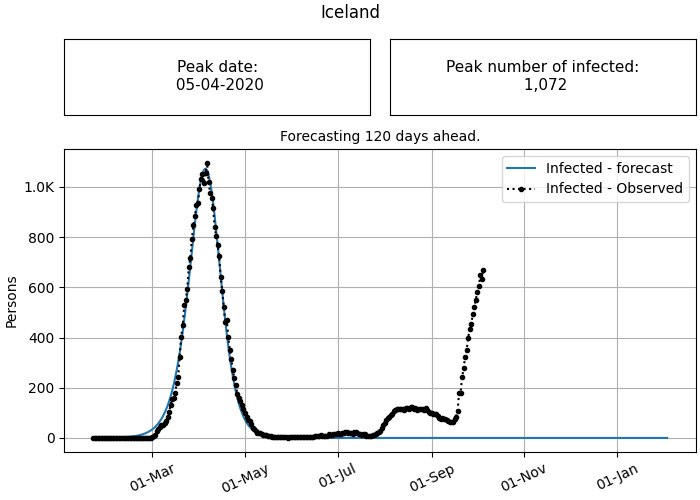 Iceland
Peak date:
05-04-2020
Peak number of infected:
1,072
Forecasting 120 days ahead.
Infected - forecast
Infected - Observed
Persons
1.0K
800
600
400
200
0
01-Mar
01-May
01-Jul
01-Sep
01-Nov
01-Jan